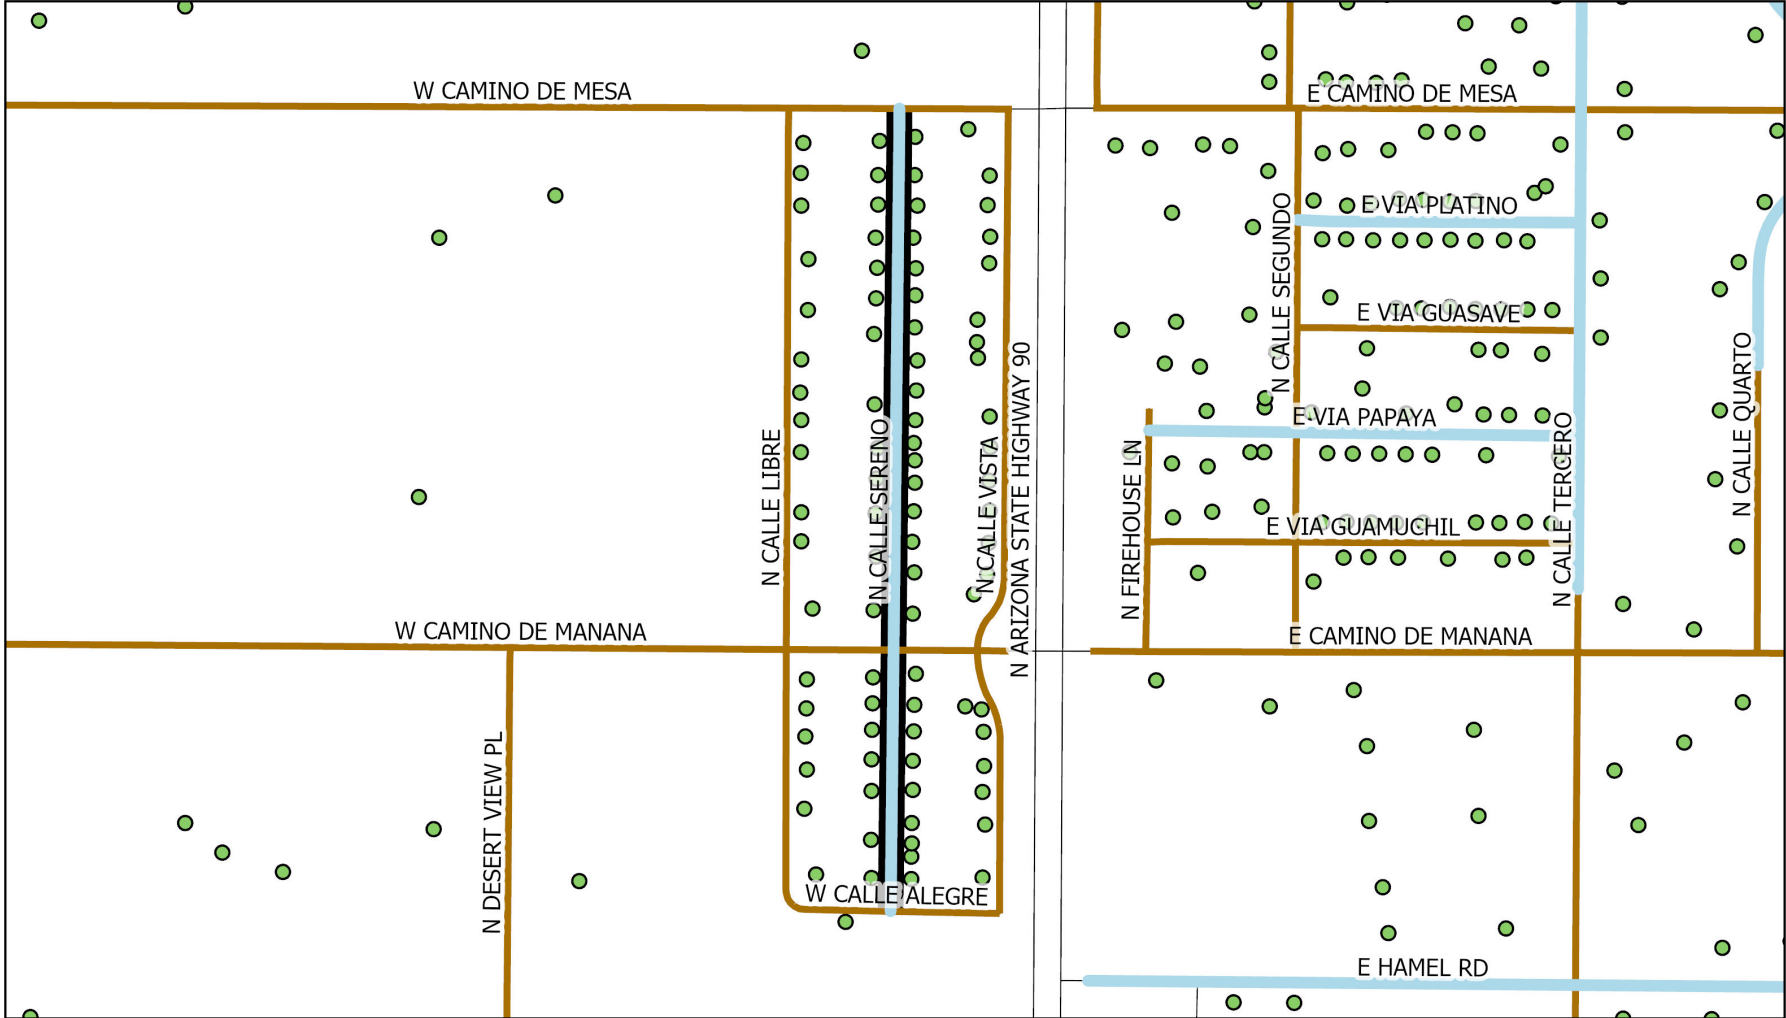 W CAMINO DE MESA
E CAMINO DE MESA
E VIA PLATINO
N CALLE SEGUNDO
E VIA GUASAVE
N CALLE QUARTO
N ARIZONA STATE HIGHWAY 90
E VIA PAPAYA
N CALLE LIBRE
N CALLE SERENO
N CALLE VISTA
N FIREHOUSE LN
N CALLE TERCERO
E VIA GUAMUCHIL
W CAMINO DE MANANA
E CAMINO DE MANANA
N DESERT VIEW PL
W CALLE ALEGRE
E HAMEL RD